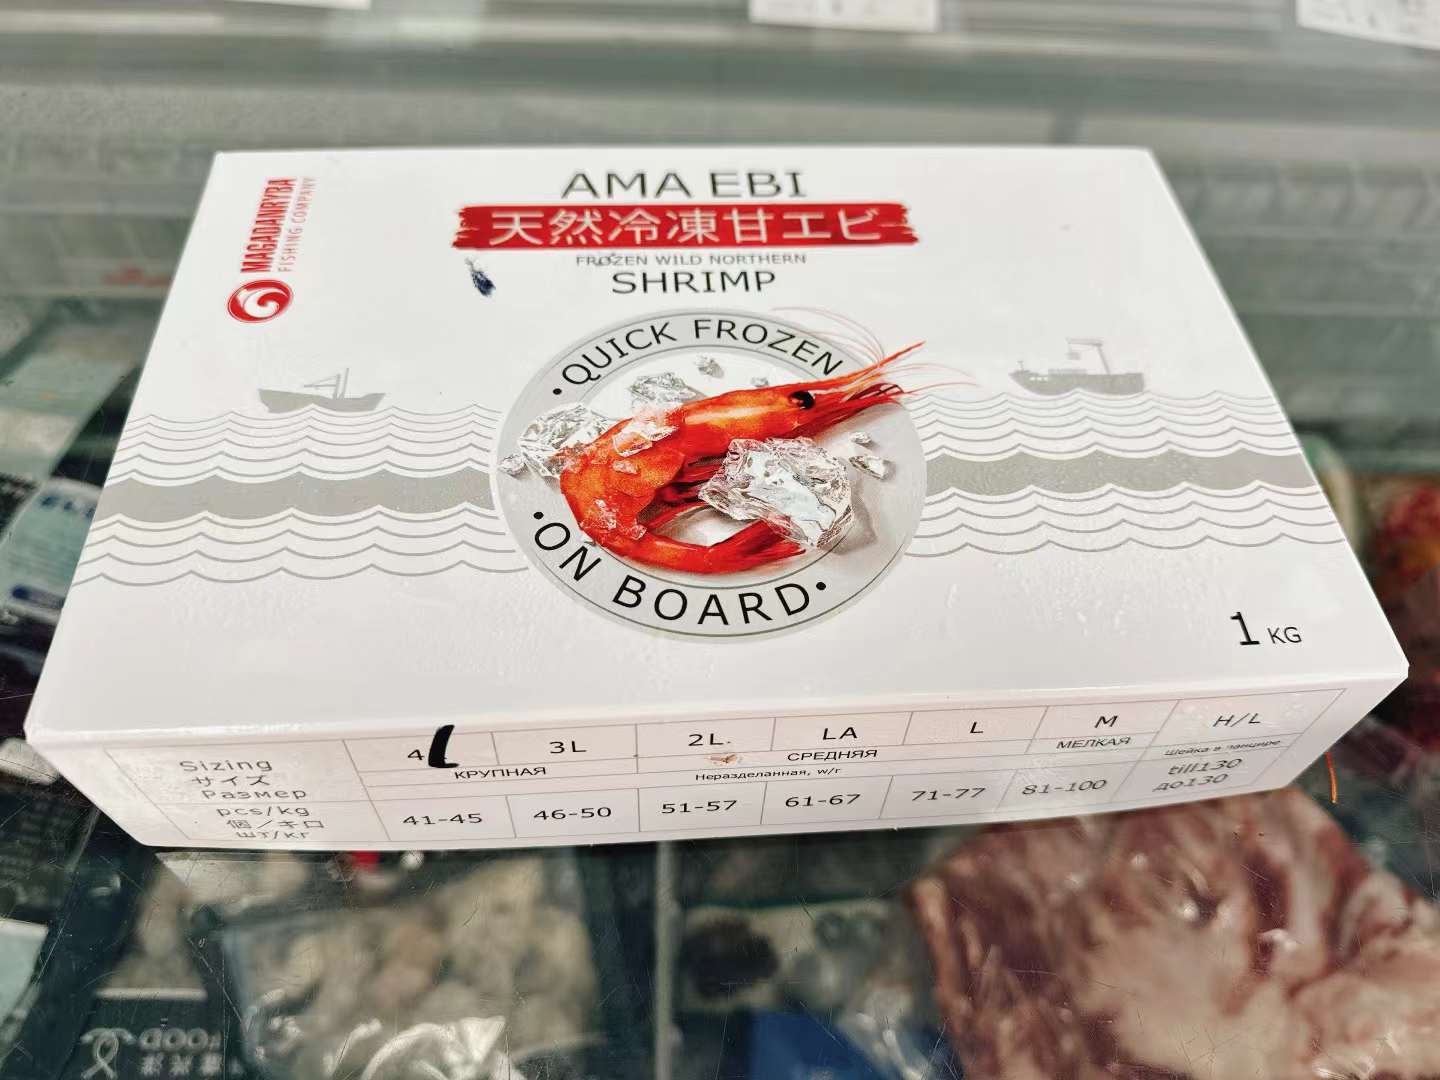 MAGADANRYBA
FISHING COMPANY
AMA EBI
天然冷凍甘エビ
FROZEN WILD NORTHERN
SHRIMP
QUICK FROZEN
ON BOARD
1 KG
Sizing
サイズ
Размер
4L
3L
2L
LA
L
M
H/L
КРУПНАЯ
СРЕДНЯЯ
МЕЛКАЯ
Шейка в панцире
Неразделанная, w/r
pcs/kg
個/キロ
шт/кг
41-45
46-50
51-57
61-67
71-77
81-100
till130
до130